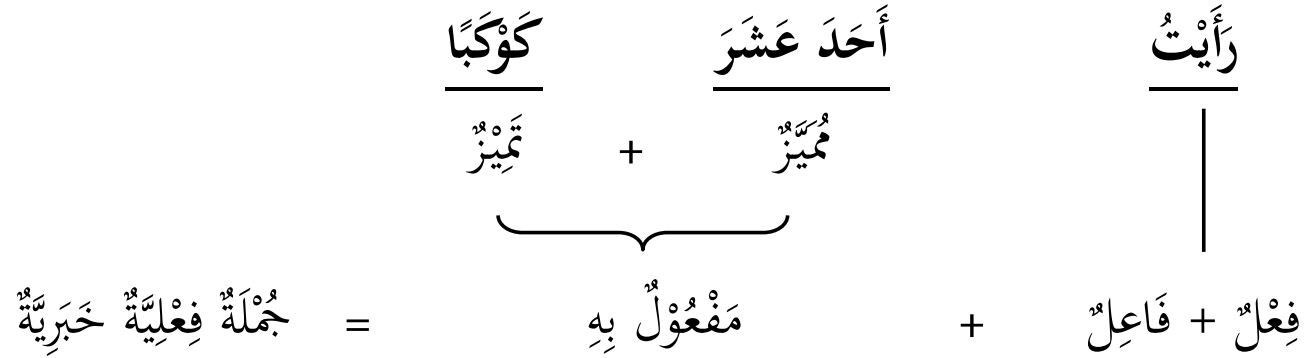 رَأَيْتُ أَحَدَ عَشَرَ كَوْكَبًا
مُمَيَّزٌ + تَمِيْزٌ
فِعْلٌ + فَاعِلٌ + مَفْعُوْلٌ بِهِ = جُمْلَةٌ فِعْلِيَّةٌ خَبَرِيَّةٌ